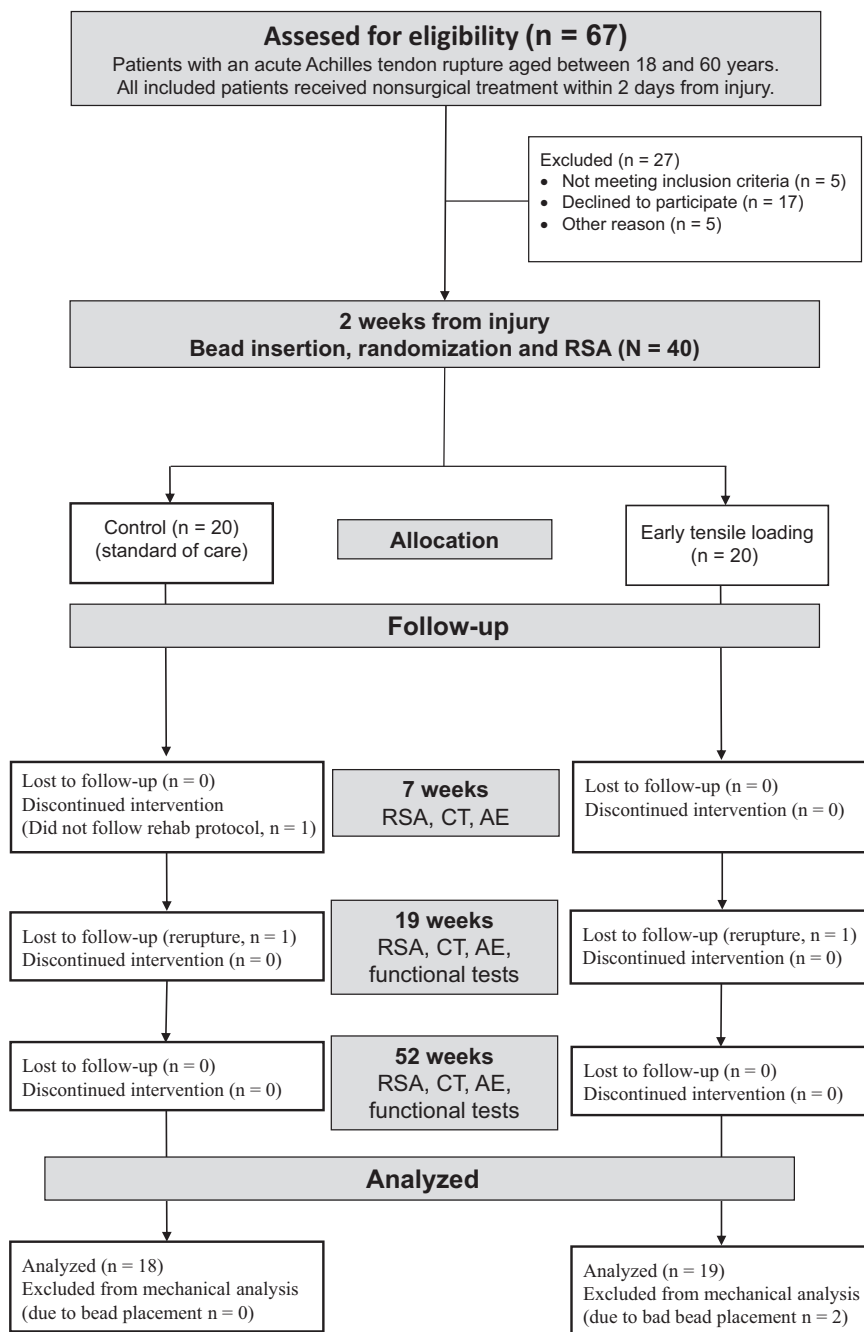 Assesed for eligibility (n = 67)
Patients with an acute Achilles tendon rupture aged between 18 and 60 years.
All included patients received nonsurgical treatment within 2 days from injury.
Excluded (n = 27)
• Not meeting inclusion criteria (n = 5)
• Declined to participate (n = 17)
• Other reason (n = 5)
2 weeks from injury
Bead insertion, randomization and RSA (N = 40)
Control (n = 20)
(standard of care)
Allocation
Early tensile loading
(n = 20)
Follow-up
Lost to follow-up (n = 0)
Discontinued intervention
(Did not follow rehab protocol, n = 1)
7 weeks
RSA, CT, AE
Lost to follow-up (n = 0)
Discontinued intervention (n = 0)
Lost to follow-up (rerupture, n = 1)
Discontinued intervention (n = 0)
19 weeks
RSA, CT, AE,
functional tests
Lost to follow-up (rerupture, n = 1)
Discontinued intervention (n = 0)
Lost to follow-up (n = 0)
Discontinued intervention (n = 0)
52 weeks
RSA, CT, AE,
functional tests
Lost to follow-up (n = 0)
Discontinued intervention (n = 0)
Analyzed
Analyzed (n = 18)
Excluded from mechanical analysis
(due to bead placement n = 0)
Analyzed (n = 19)
Excluded from mechanical analysis
(due to bad bead placement n = 2)